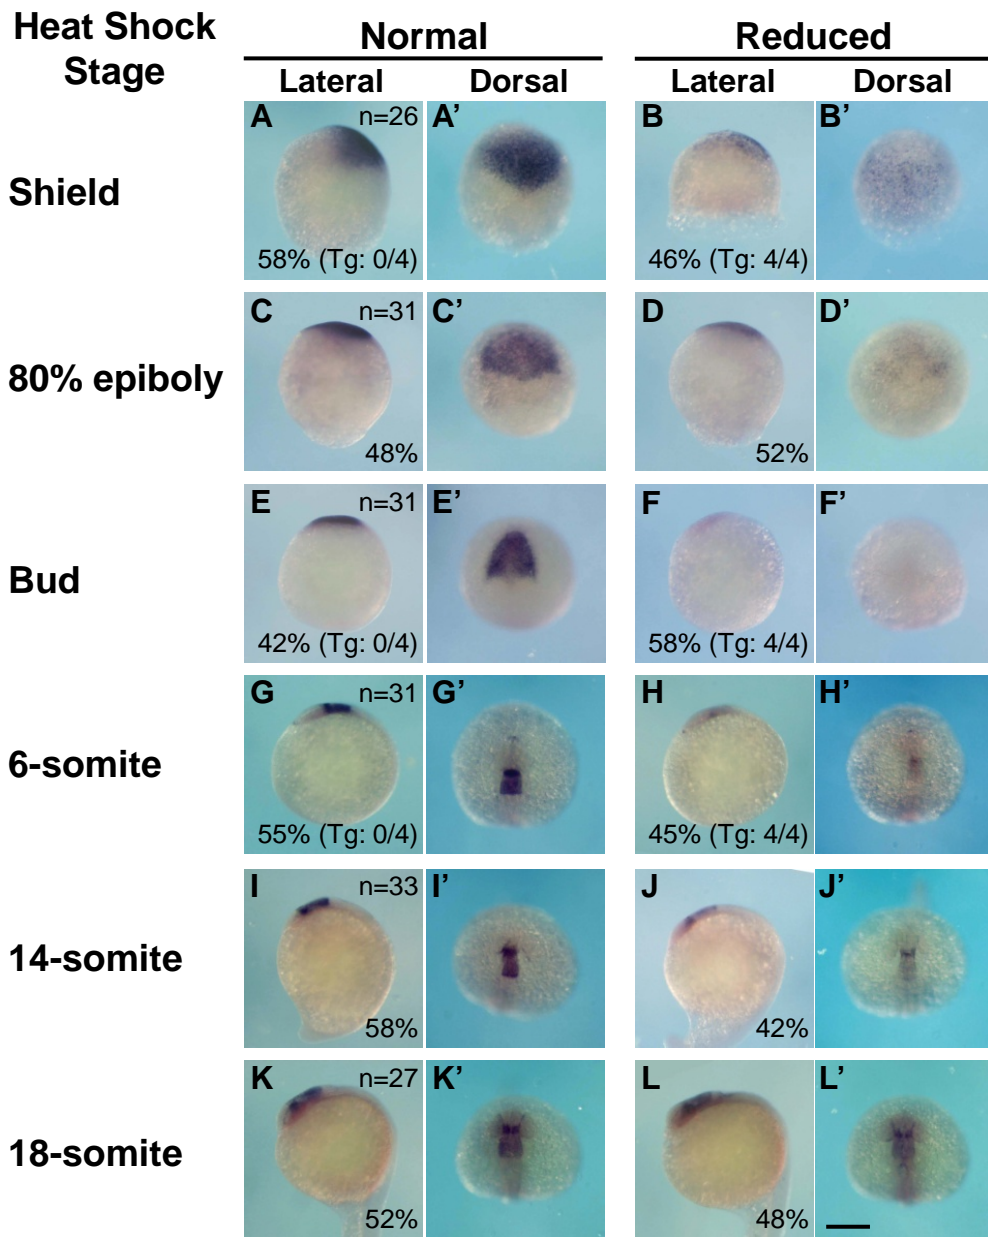 Heat Shock
Stage
Normal
Reduced
Lateral
Dorsal
Lateral
Dorsal
Shield
A
n=26
58% (Tg: 0/4)
A’
B
46% (Tg: 4/4)
B’
80% epiboly
C
n=31
48%
C’
D
52%
D’
Bud
E
n=31
42% (Tg: 0/4)
E’
F
58% (Tg: 4/4)
F’
6-somite
G
n=31
55% (Tg: 0/4)
G’
H
45% (Tg: 4/4)
H’
14-somite
I
n=33
58%
I’
J
42%
J’
18-somite
K
n=27
52%
K’
L
48%
L’